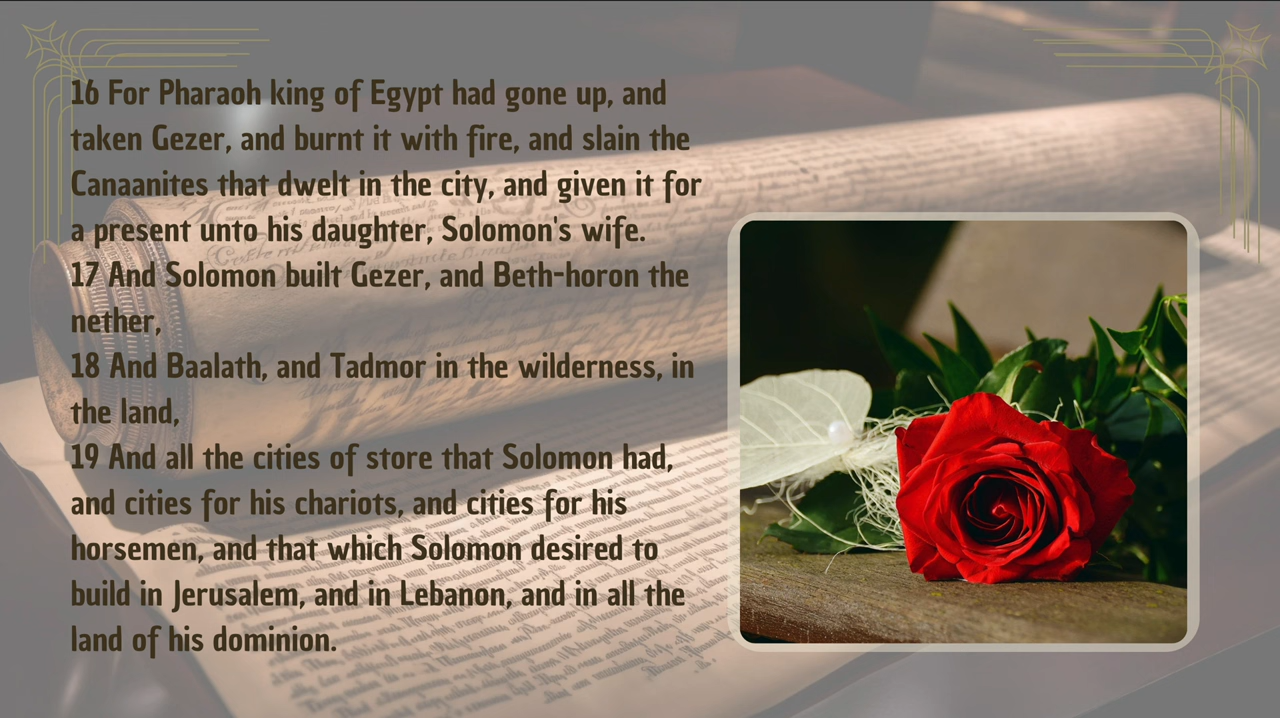 16 For Pharaoh king of Egypt had gone up, and
taken Gezer, and burnt it with fire, and slain the
Canaanites that dwelt in the city, and given it for
a present unto his daughter, Solomon's wife.
17 And Solomon built Gezer, and Beth-horon the
nether,
18 And Baalath, and Tadmor in the wilderness, in
the land,
19 And all the cities of store that Solomon had,
and cities for his chariots, and cities for his
horsemen, and that which Solomon desired to
build in Jerusalem, and in Lebanon, and in all the
land of his dominion.